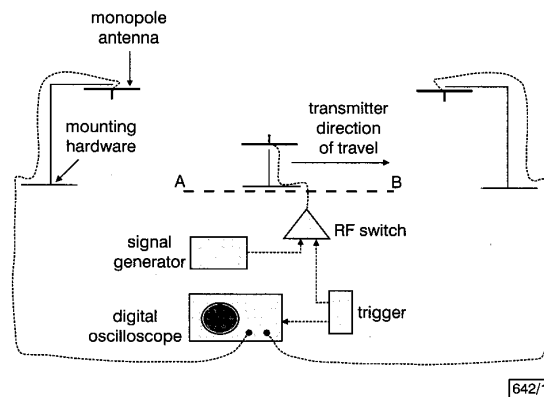 monopole
antenna
mounting
hardware
transmitter
direction
of travel
A
B
RF switch
signal
generator
digital
oscilloscope
trigger